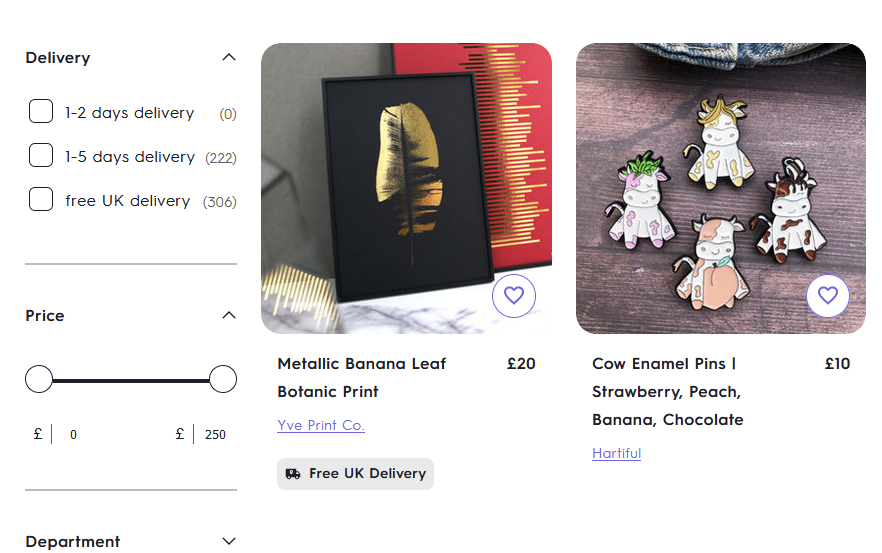 Delivery
1-2 days delivery (0)
1-5 days delivery (222)
free UK delivery (306)
Price
£ 0 £ 250
Department
Metallic Banana Leaf £20
Botanic Print
Yve Print Co.
Free UK Delivery
Cow Enamel Pins | £10
Strawberry, Peach,
Banana, Chocolate
Hartiful